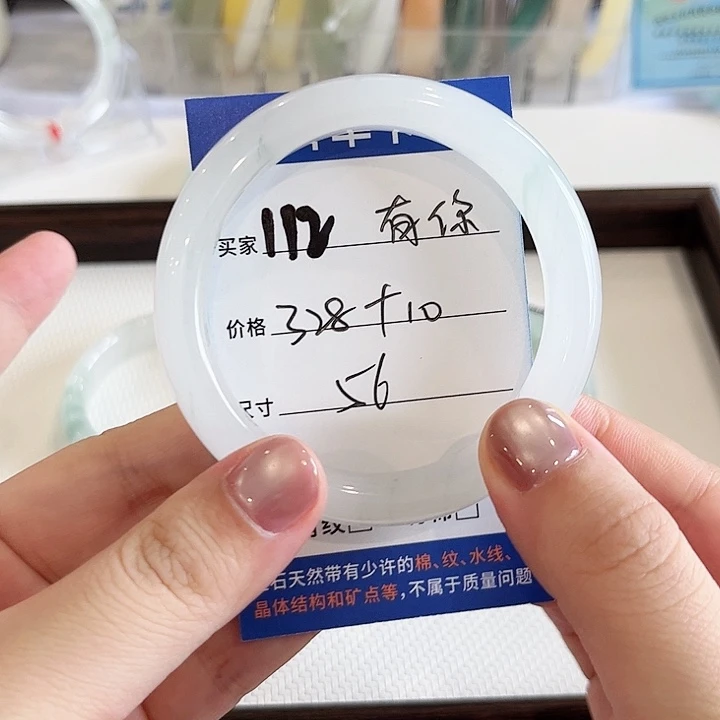 买家 112 有你
价格 328+10
尺寸 56
石天然带有少许的棉、纹、水线、
晶体结构和矿点等，不属于质量问题